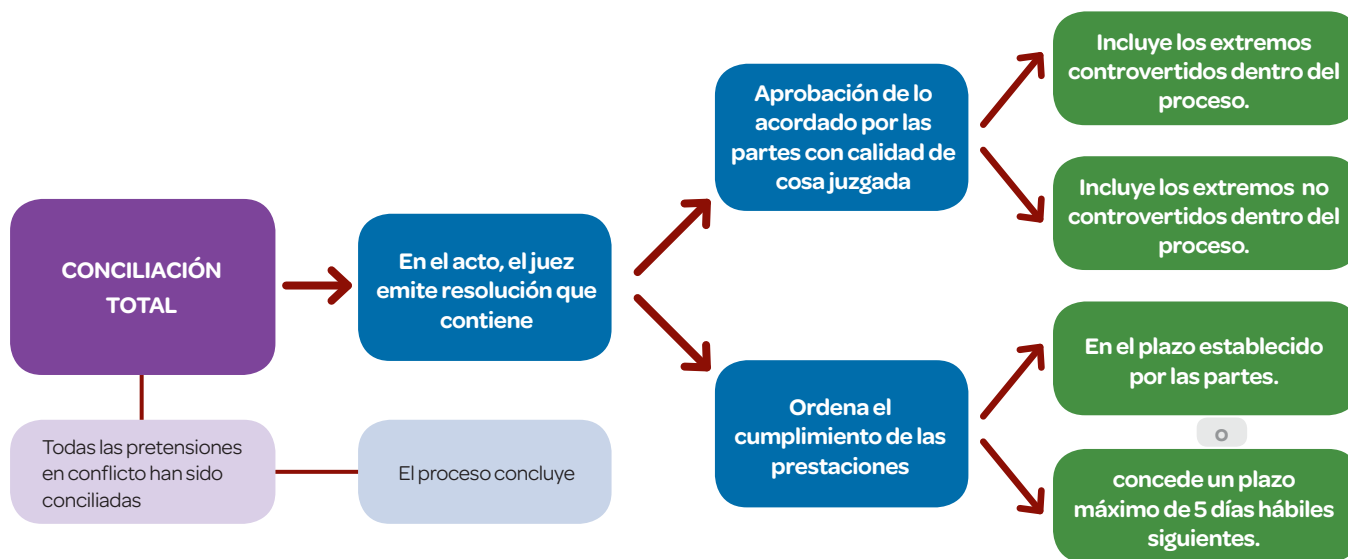 CONCILIACIÓN
TOTAL
Todas las pretensiones
en conflicto han sido
conciliadas
El proceso concluye
En el acto, el juez
emite resolución que
contiene
Aprobación de lo
acordado por las
partes con calidad de
cosa juzgada
Incluye los extremos
controvertidos dentro del
proceso.
Incluye los extremos no
controvertidos dentro del
proceso.
Ordena el
cumplimiento de las
prestaciones
En el plazo establecido
por las partes.
o
concede un plazo
máximo de 5 días hábiles
siguientes.